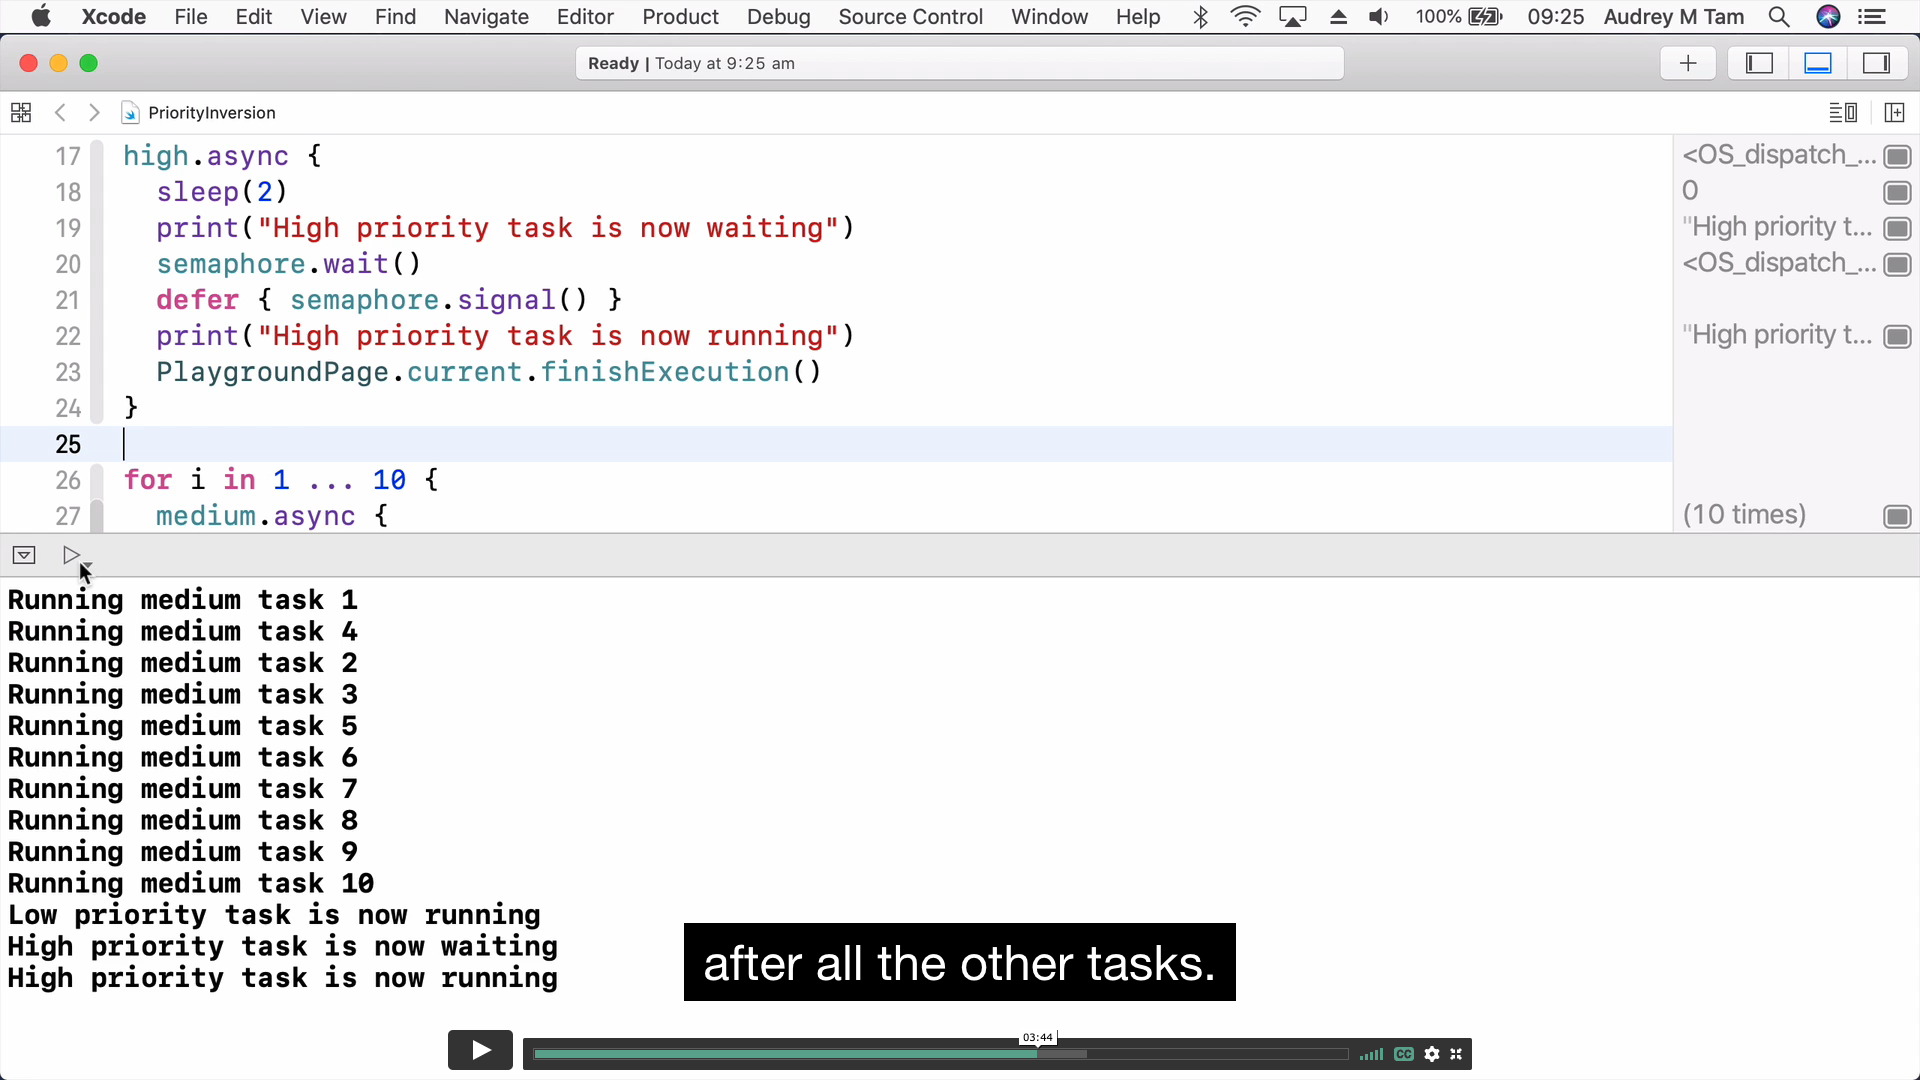 Xcode File Edit View Find Navigate Editor Product Debug Source Control Window Help 100% 09:25 Audrey M Tam
Ready | Today at 9:25 am
PriorityInversion
17 high.async { <OS_dispatch_...
18 sleep(2) 0
19 print("High priority task is now waiting") "High priority t...
20 semaphore.wait() <OS_dispatch_...
21 defer { semaphore.signal() }
22 print("High priority task is now running") "High priority t...
23 PlaygroundPage.current.finishExecution()
24 }
25
26 for i in 1 ... 10 {
27 medium.async { (10 times)
Running medium task 1
Running medium task 4
Running medium task 2
Running medium task 3
Running medium task 5
Running medium task 6
Running medium task 7
Running medium task 8
Running medium task 9
Running medium task 10
Low priority task is now running
High priority task is now waiting
High priority task is now running
after all the other tasks.
03:44
CC